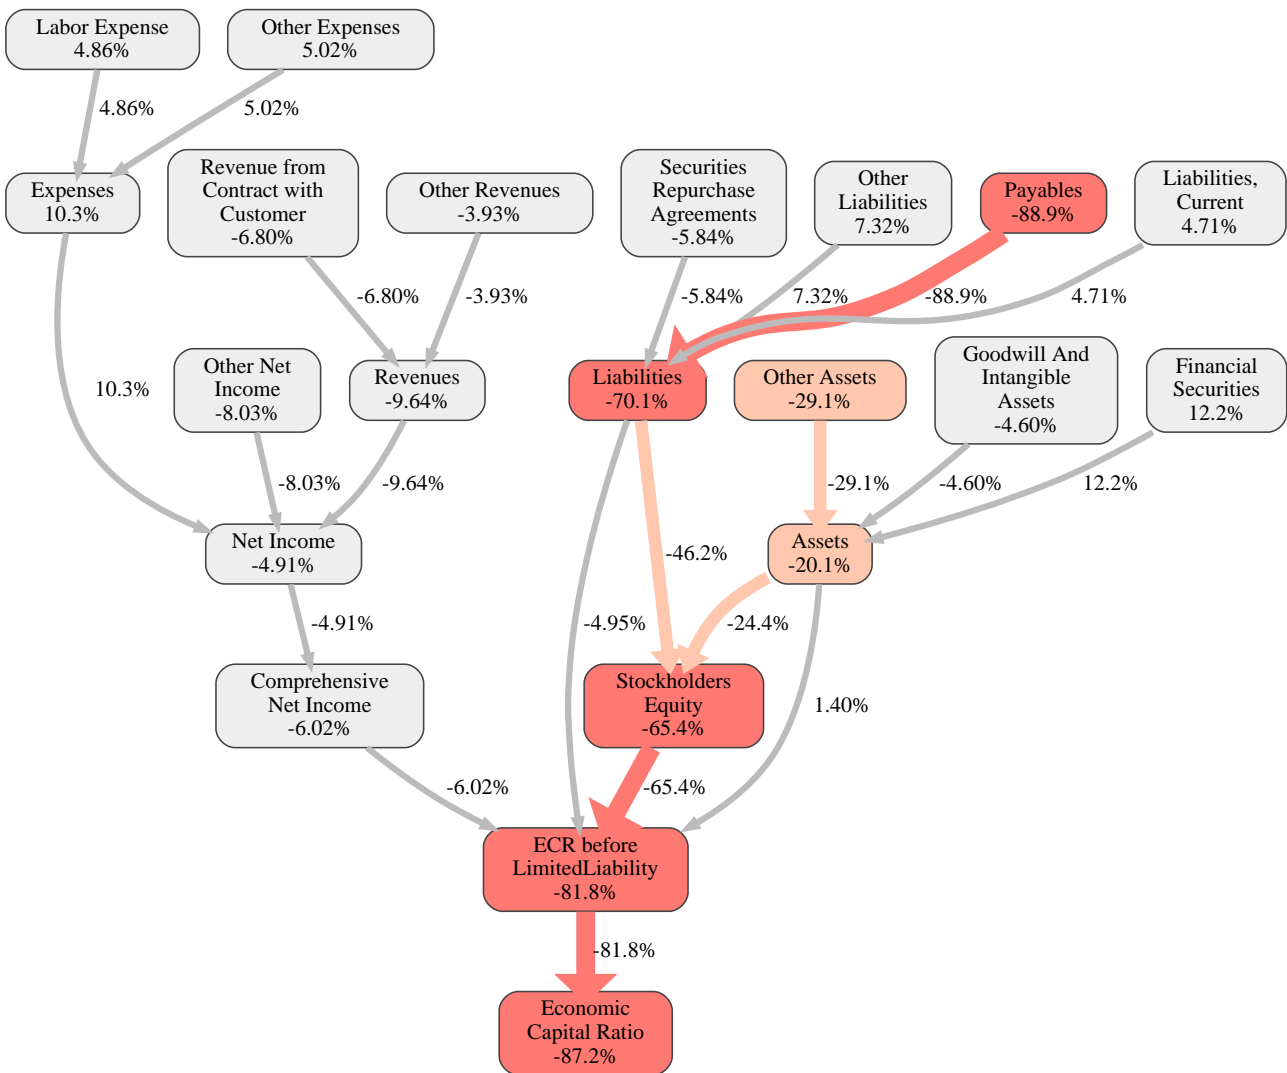 Labor Expense
4.86%
Other Expenses
5.02%
4.86%
5.02%
Expenses
10.3%
Revenue from
Contract with
Customer
-6.80%
Other Revenues
-3.93%
Securities
Repurchase
Agreements
-5.84%
Other
Liabilities
7.32%
Payables
-88.9%
Liabilities,
Current
4.71%
-6.80%
-3.93%
-5.84%
7.32%
-88.9%
4.71%
10.3%
Other Net
Income
-8.03%
Revenues
-9.64%
Liabilities
-70.1%
Other Assets
-29.1%
Goodwill And
Intangible
Assets
-4.60%
Financial
Securities
12.2%
-8.03%
-9.64%
-29.1%
-4.60%
12.2%
Net Income
-4.91%
-46.2%
Assets
-20.1%
-4.91%
-4.95%
-24.4%
Comprehensive
Net Income
-6.02%
Stockholders
Equity
-65.4%
1.40%
-6.02%
-65.4%
ECR before
LimitedLiability
-81.8%
-81.8%
Economic
Capital Ratio
-87.2%